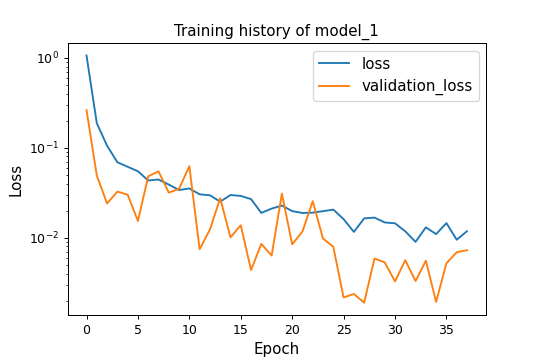 Training history of model_1
loss
validation_loss
10⁰
10⁻¹
10⁻²
Loss
0 5 10 15 20 25 30 35
Epoch